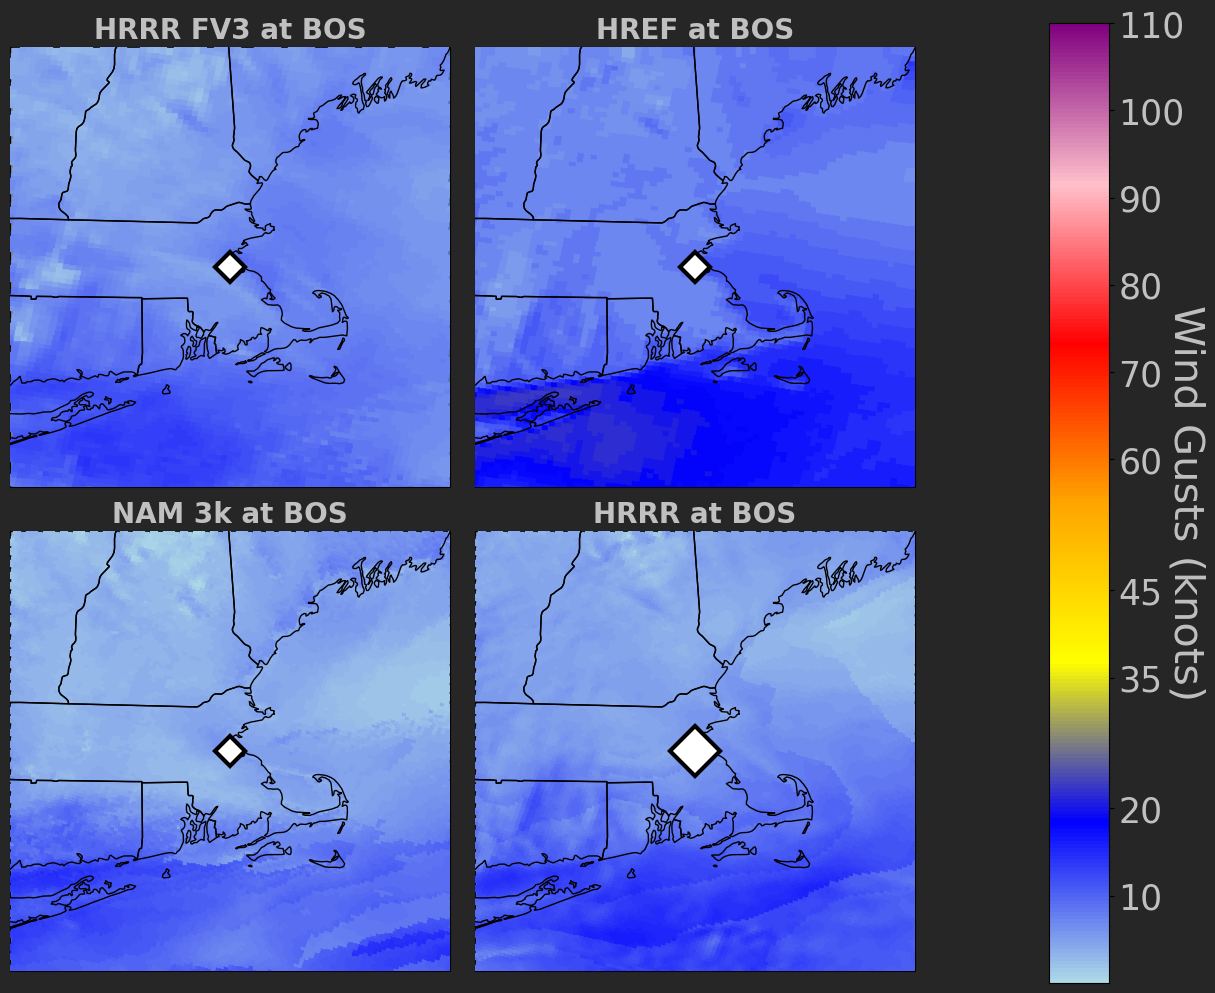 HRRR FV3 at BOS
HREF at BOS
NAM 3k at BOS
HRRR at BOS
110
100
90
80
70
60
45
35
20
10
Wind Gusts (knots)